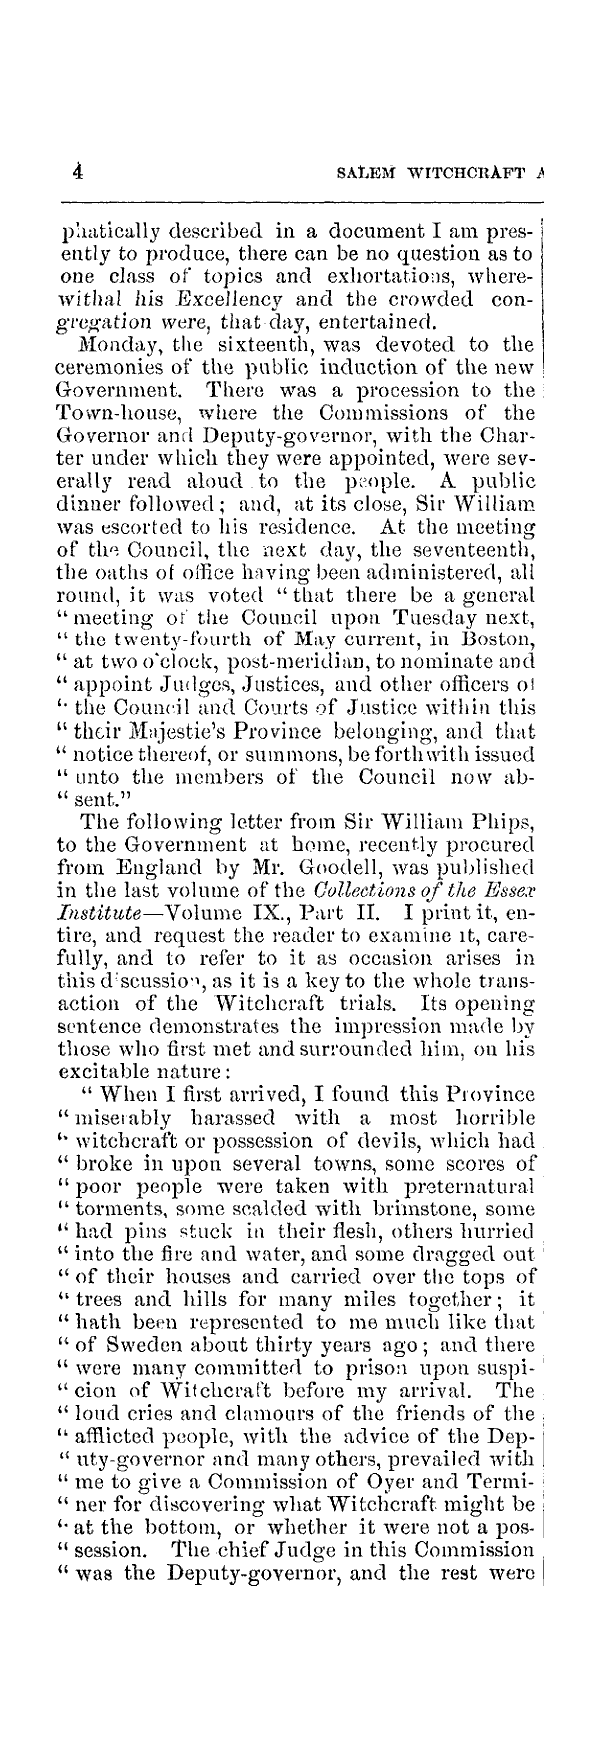 4 SALEM WITCHCRAFT A
phatically described in a document I am pres-
ently to produce, there can be no question as to
one class of topics and exhortations, where-
withal his Excellency and the crowded con-
gregation were, that day, entertained.
Monday, the sixteenth, was devoted to the
ceremonies of the public induction of the new
Government. There was a procession to the
Town-house, where the Commissions of the
Governor and Deputy-governor, with the Char-
ter under which they were appointed, were sev-
erally read aloud to the people. A public
dinner followed; and, at its close, Sir William
was escorted to his residence. At the meeting
of the Council, the next day, the seventeenth,
the oaths of office having been administered, all
round, it was voted "that there be a general
"meeting of the Council upon Tuesday next,
"the twenty-fourth of May current, in Boston,
"at two o'clock, post-meridian, to nominate and
"appoint Judges, Justices, and other officers of
"the Council and Courts of Justice within this
"their Majestie's Province belonging, and that
"notice thereof, or summons, be forthwith issued
"unto the members of the Council now ab-
"sent."
The following letter from Sir William Phips,
to the Government at home, recently procured
from England by Mr. Goodell, was published
in the last volume of the Collections of the Essex
Institute—Volume IX., Part II. I print it, en-
tire, and request the reader to examine it, care-
fully, and to refer to it as occasion arises in
this discussion, as it is a key to the whole trans-
action of the Witchcraft trials. Its opening
sentence demonstrates the impression made by
those who first met and surrounded him, on his
excitable nature:
"When I first arrived, I found this Province
"miserably harassed with a most horrible
"witchcraft or possession of devils, which had
"broke in upon several towns, some scores of
"poor people were taken with preternatural
"torments, some scalded with brimstone, some
"had pins stuck in their flesh, others hurried
"into the fire and water, and some dragged out
"of their houses and carried over the tops of
"trees and hills for many miles together; it
"hath been represented to me much like that
"of Sweden about thirty years ago; and there
"were many committed to prison upon suspi-
"cion of Witchcraft before my arrival. The
"loud cries and clamours of the friends of the
"afflicted people, with the advice of the Dep-
"uty-governor and many others, prevailed with
"me to give a Commission of Oyer and Termi-
"ner for discovering what Witchcraft might be
"at the bottom, or whether it were not a pos-
"session. The chief Judge in this Commission
"was the Deputy-governor, and the rest were